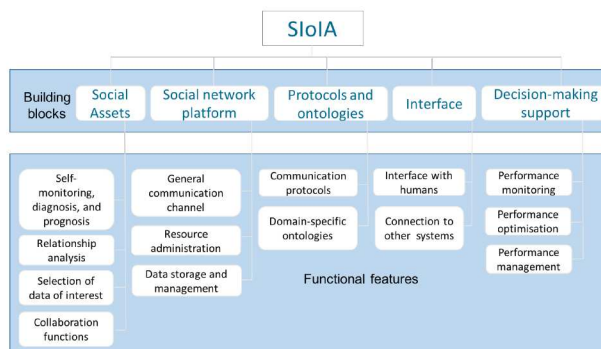 SIoIA
Building
blocks
Social
Assets
Social network
platform
Protocols and
ontologies
Interface
Decision-making
support
Self-
monitoring,
diagnosis, and
prognosis
Relationship
analysis
Selection of
data of interest
Collaboration
functions
General
communication
channel
Resource
administration
Data storage and
management
Communication
protocols
Domain-specific
ontologies
Interface with
humans
Connection to
other systems
Performance
monitoring
Performance
optimisation
Performance
management
Functional features